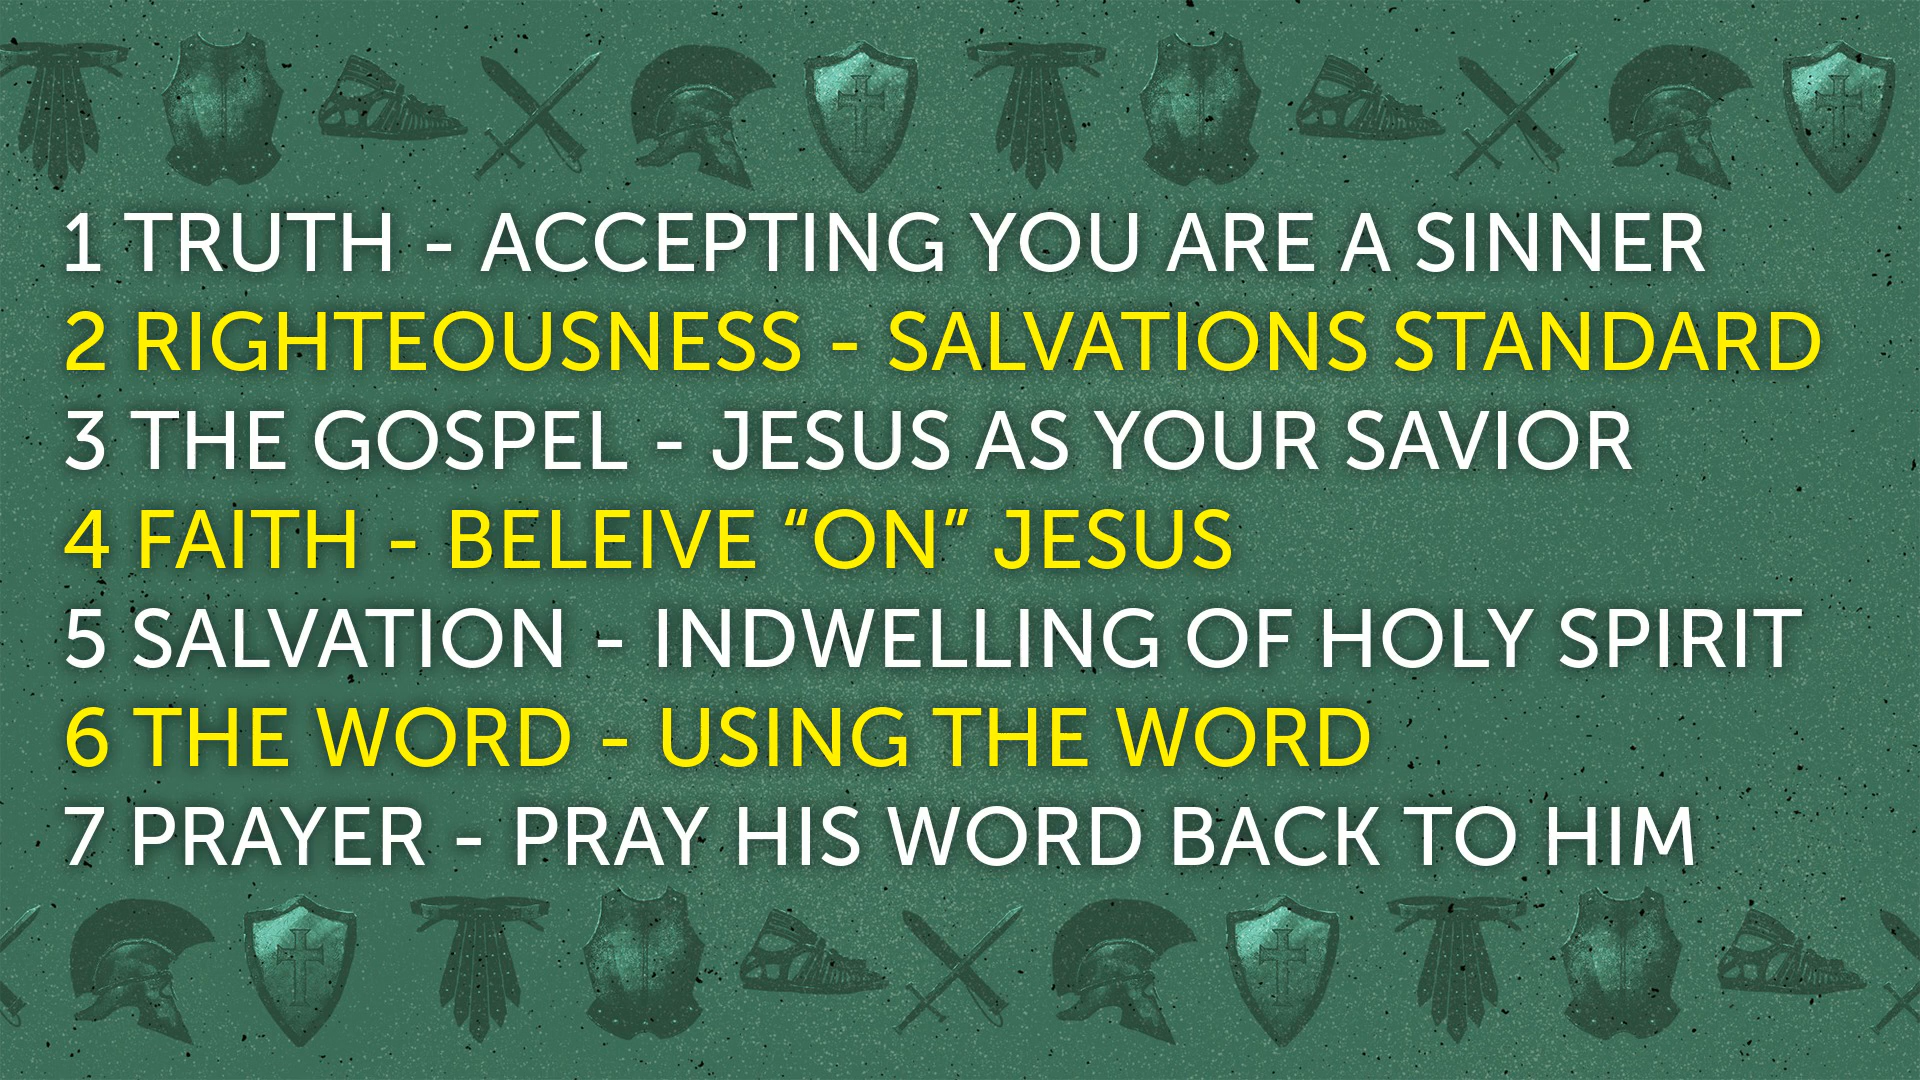 1 TRUTH - ACCEPTING YOU ARE A SINNER
2 RIGHTEOUSNESS - SALVATIONS STANDARD
3 THE GOSPEL - JESUS AS YOUR SAVIOR
4 FAITH - BELEIVE “ON” JESUS
5 SALVATION - INDWELLING OF HOLY SPIRIT
6 THE WORD - USING THE WORD
7 PRAYER - PRAY HIS WORD BACK TO HIM